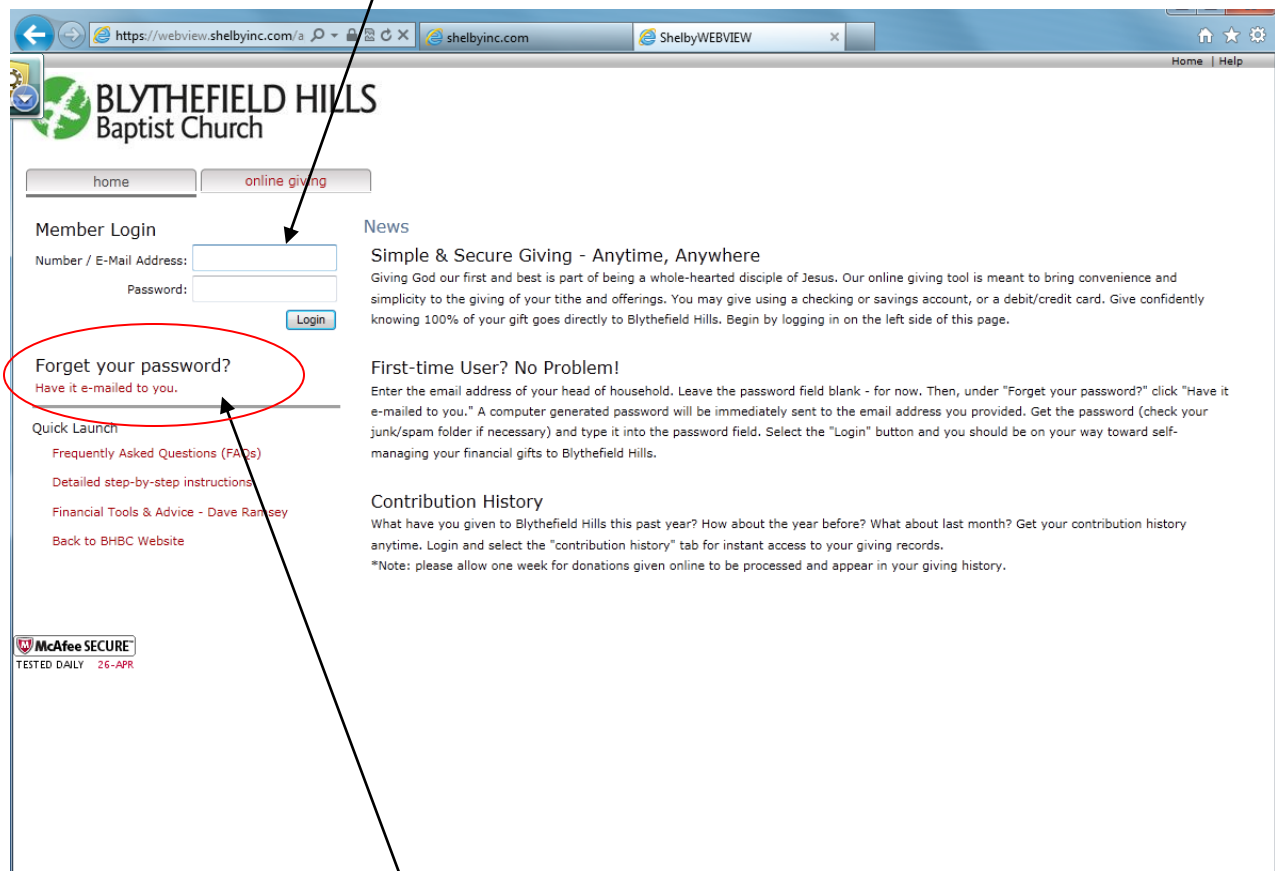 https://webview.shelbyinc.com/a
shelbyinc.com
ShelbyWEBVIEW
Home | Help
BLYTHEFIELD HILLS
Baptist Church
home
online giving
Member Login
Number / E-Mail Address:
Password:
Login
Forget your password?
Have it e-mailed to you.
Quick Launch
Frequently Asked Questions (FAQs)
Detailed step-by-step instructions
Financial Tools & Advice - Dave Ramsey
Back to BHBC Website
McAfee SECURE™
TESTED DAILY 26-APR
News
Simple & Secure Giving - Anytime, Anywhere
Giving God our first and best is part of being a whole-hearted disciple of Jesus. Our online giving tool is meant to bring convenience and
simplicity to the giving of your tithe and offerings. You may give using a checking or savings account, or a debit/credit card. Give confidently
knowing 100% of your gift goes directly to Blythefield Hills. Begin by logging in on the left side of this page.
First-time User? No Problem!
Enter the email address of your head of household. Leave the password field blank - for now. Then, under "Forget your password?" click "Have it
e-mailed to you." A computer generated password will be immediately sent to the email address you provided. Get the password (check your
junk/spam folder if necessary) and type it into the password field. Select the "Login" button and you should be on your way toward self-
managing your financial gifts to Blythefield Hills.
Contribution History
What have you given to Blythefield Hills this past year? How about the year before? What about last month? Get your contribution history
anytime. Login and select the "contribution history" tab for instant access to your giving records.
*Note: please allow one week for donations given online to be processed and appear in your giving history.